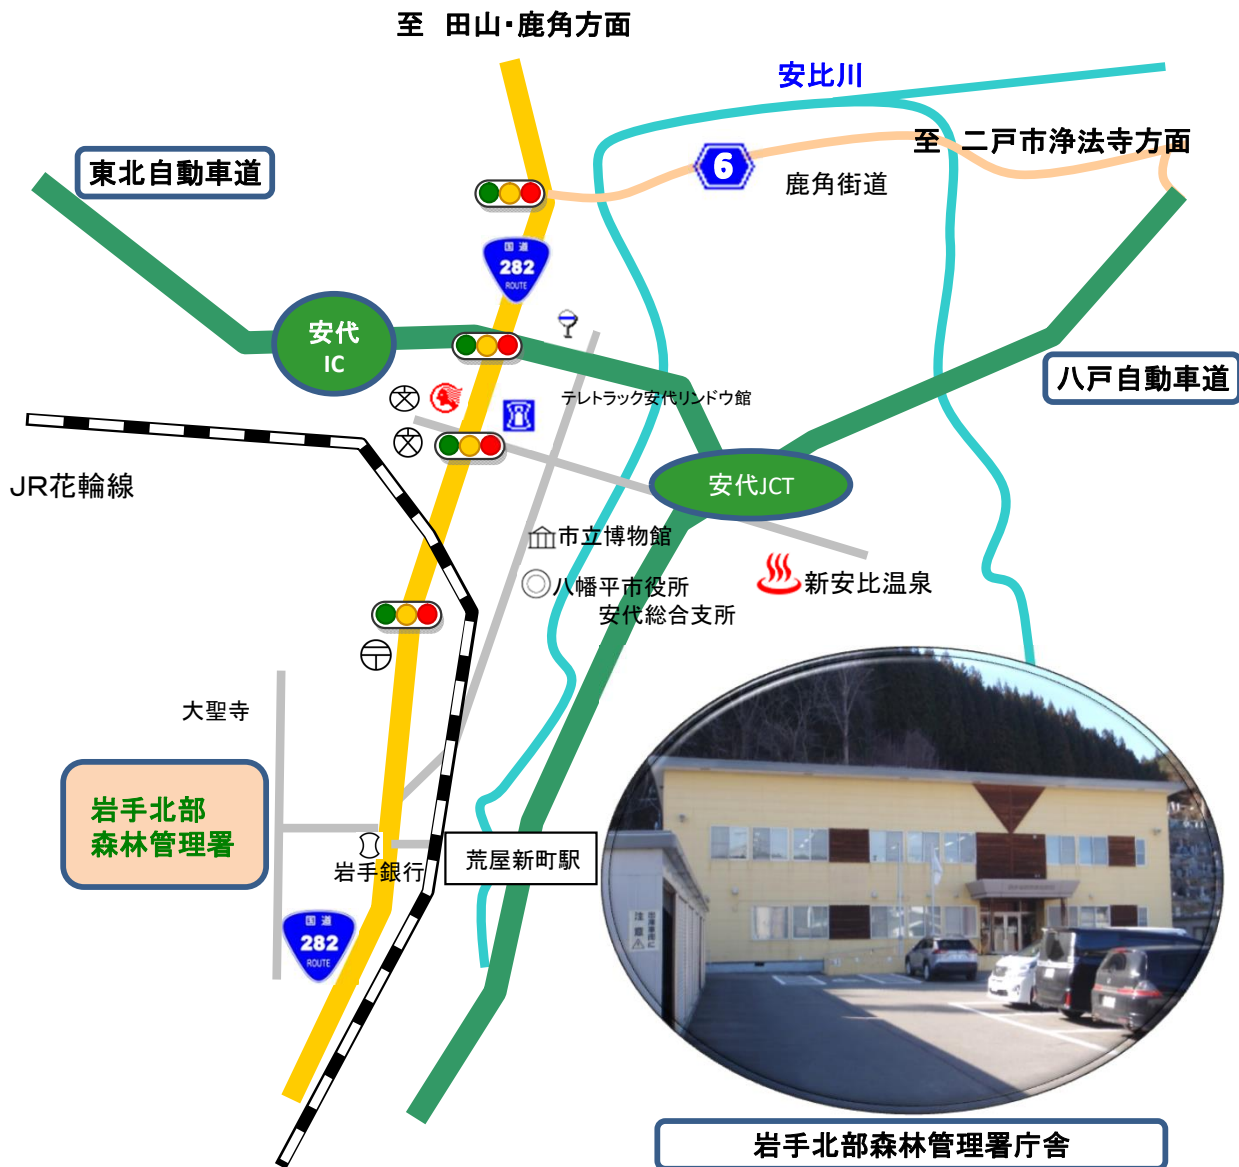 至 田山・鹿角方面
安比川
至 二戸市浄法寺方面
東北自動車道
6
鹿角街道
国道
282
ROUTE
安代
IC
八戸自動車道
テレトラック安代リンドウ館
JR花輪線
安代JCT
市立博物館
八幡平市役所
安代総合支所
新安比温泉
大聖寺
岩手北部
森林管理署
岩手銀行
荒屋新町駅
国道
282
ROUTE
注意
岩手北部森林管理署庁舎